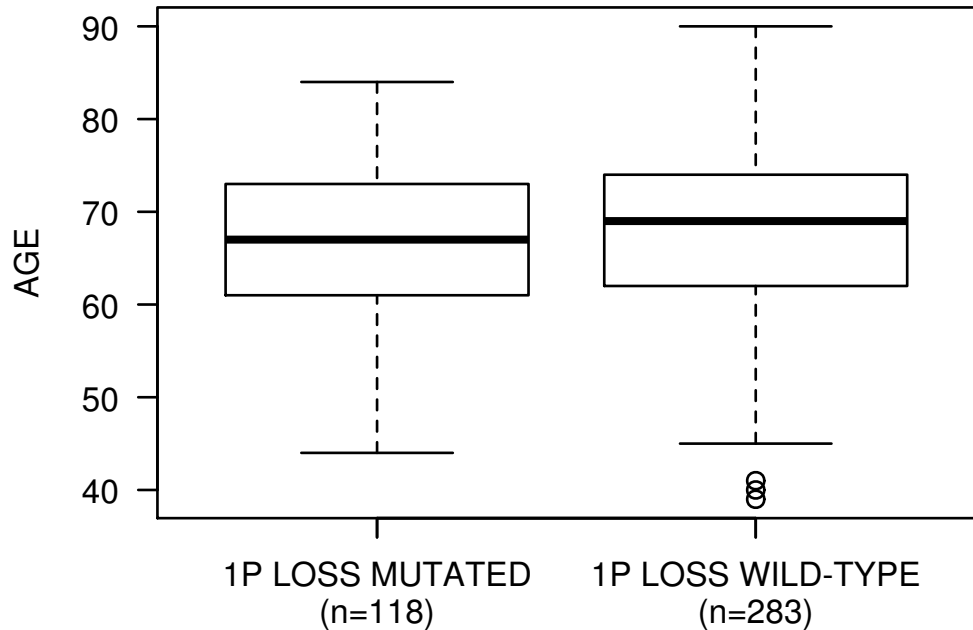 90
80
70
60
50
40
AGE
1P LOSS MUTATED
(n=118)
1P LOSS WILD-TYPE
(n=283)